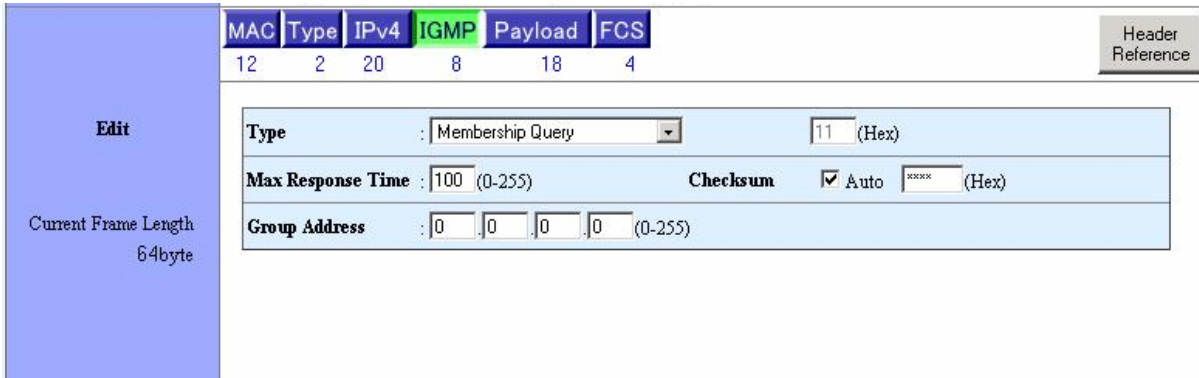 MAC Type IPv4 IGMP Payload FCS
12 2 20 8 18 4
Header
Reference
Edit
Type : Membership Query 11 (Hex)
Max Response Time : 100 (0-255) Checksum Auto **** (Hex)
Current Frame Length
64byte
Group Address : 0 .0 .0 .0 (0-255)